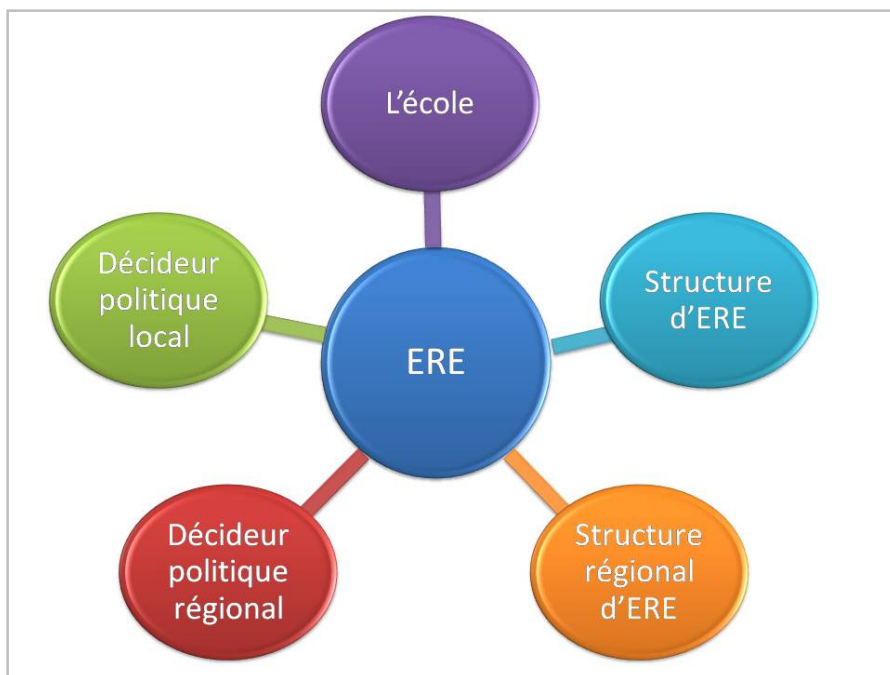 L'école
Décideur
politique
local
Structure
d'ERE
ERE
Décideur
politique
régional
Structure
régional
d'ERE